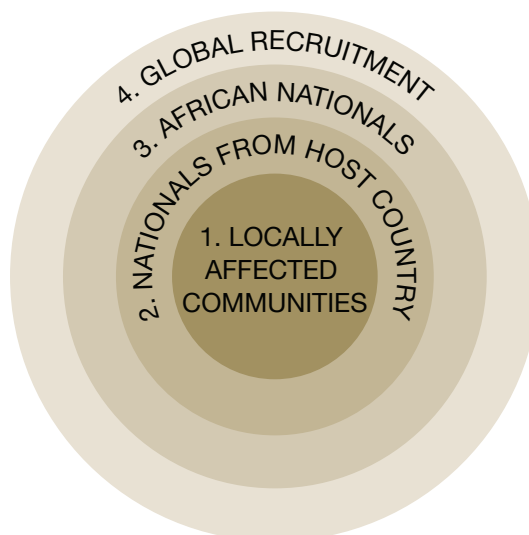 4. GLOBAL RECRUITMENT
3. AFRICAN NATIONALS
2. NATIONALS FROM HOST COUNTRY
1. LOCALLY
AFFECTED
COMMUNITIES